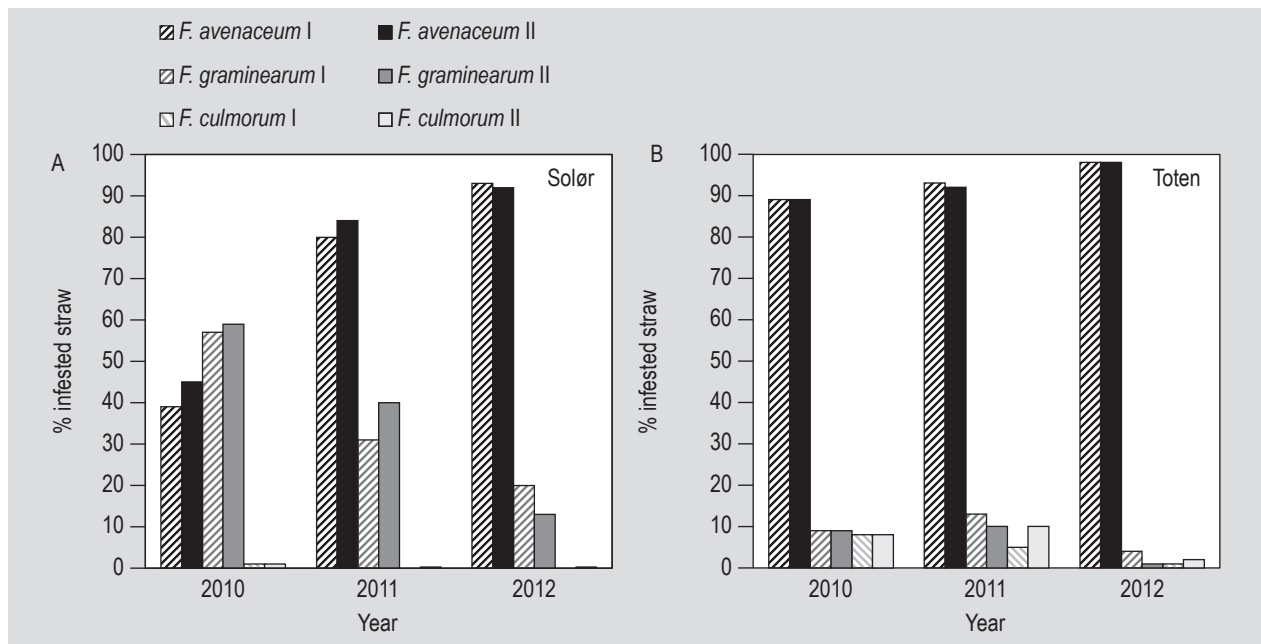 F. avenaceum I
F. avenaceum II
F. graminearum I
F. graminearum II
F. culmorum I
F. culmorum II
A
Solør
% infested straw
100
90
80
70
60
50
40
30
20
10
0
2010
2011
2012
Year
B
Toten
% infested straw
100
90
80
70
60
50
40
30
20
10
0
2010
2011
2012
Year